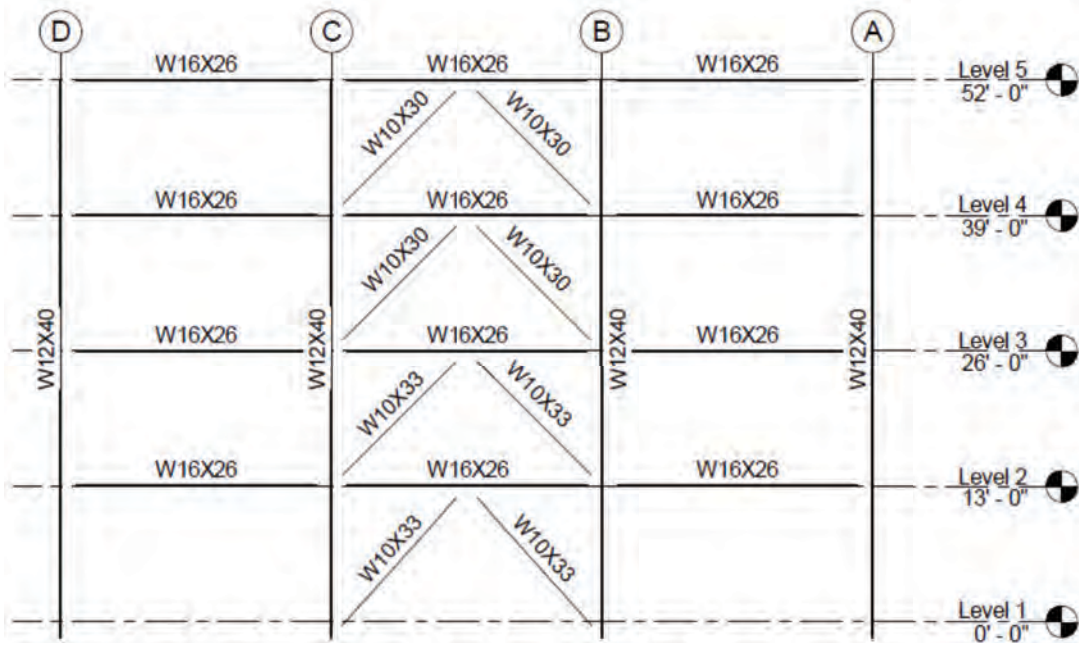 D C B A
W16X26 W16X26 W16X26 Level 5
52' - 0"
W10X30 W10X30
W16X26 W16X26 W16X26 Level 4
39' - 0"
W10X30 W10X30
W12X40 W12X40 W12X40 W12X40
W16X26 W16X26 W16X26 Level 3
26' - 0"
W10X33 W10X33
W16X26 W16X26 W16X26 Level 2
13' - 0"
W10X33 W10X33
Level 1
0' - 0"